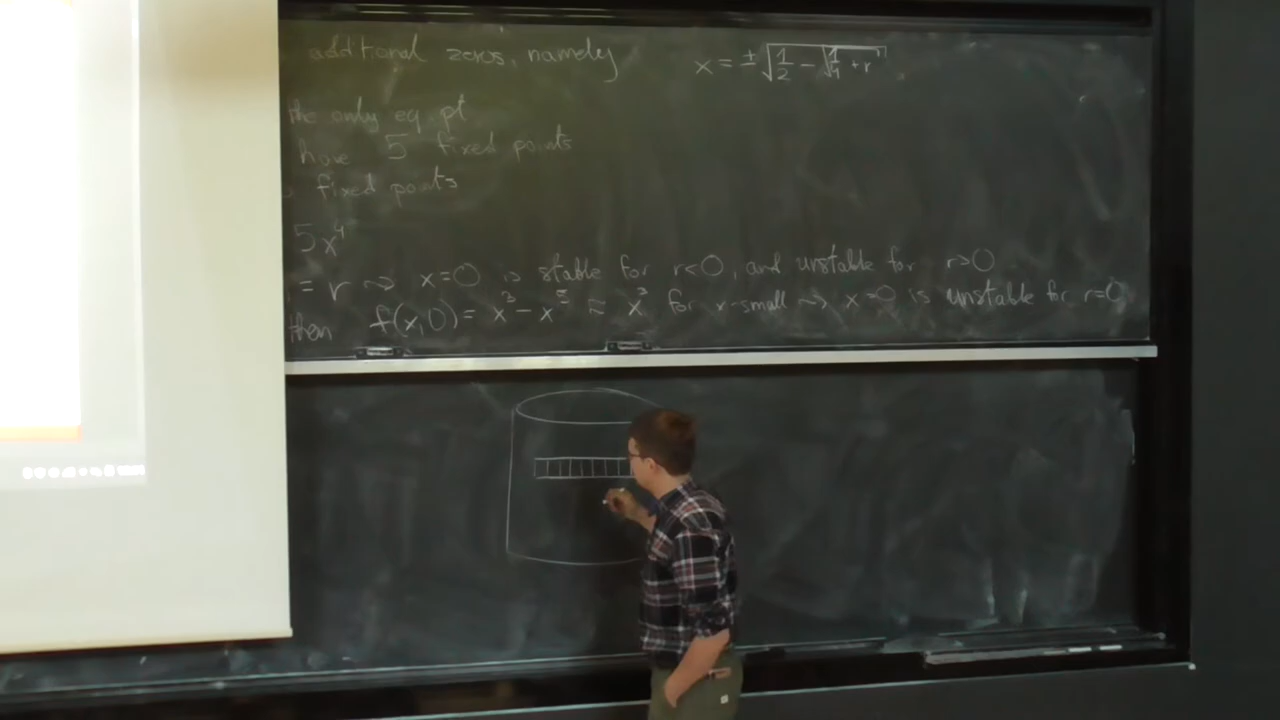 additional zeros, namely x = ±√(1/2 - √(1/4 + r))
the only eq. pt
have 5 fixed points
fixed points
5x⁴
= r ⇝ x=0 is stable for r<0, and unstable for r>0
then f(x,0) = x³ - x⁵ ≈ x³ for x-small ⇝ x=0 is unstable for r=0